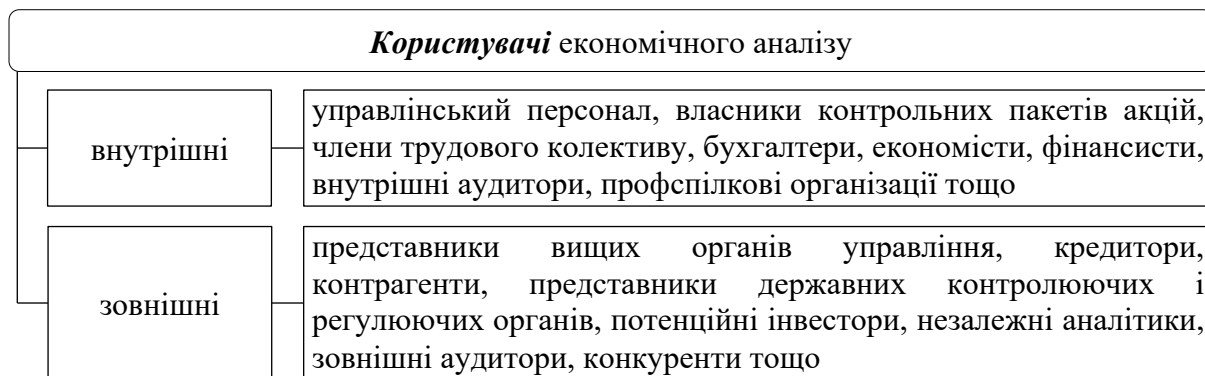 Користувачі економічного аналізу
внутрішні
управлінський персонал, власники контрольних пакетів акцій,
члени трудового колективу, бухгалтери, економісти, фінансисти,
внутрішні аудитори, профспілкові організації тощо
зовнішні
представники вищих органів управління, кредитори,
контрагенти, представники державних контролюючих і
регулюючих органів, потенційні інвестори, незалежні аналітики,
зовнішні аудитори, конкуренти тощо